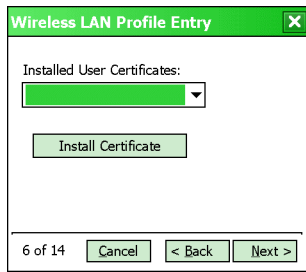 Wireless LAN Profile Entry
Installed User Certificates:
Install Certificate
6 of 14 Cancel < Back Next >